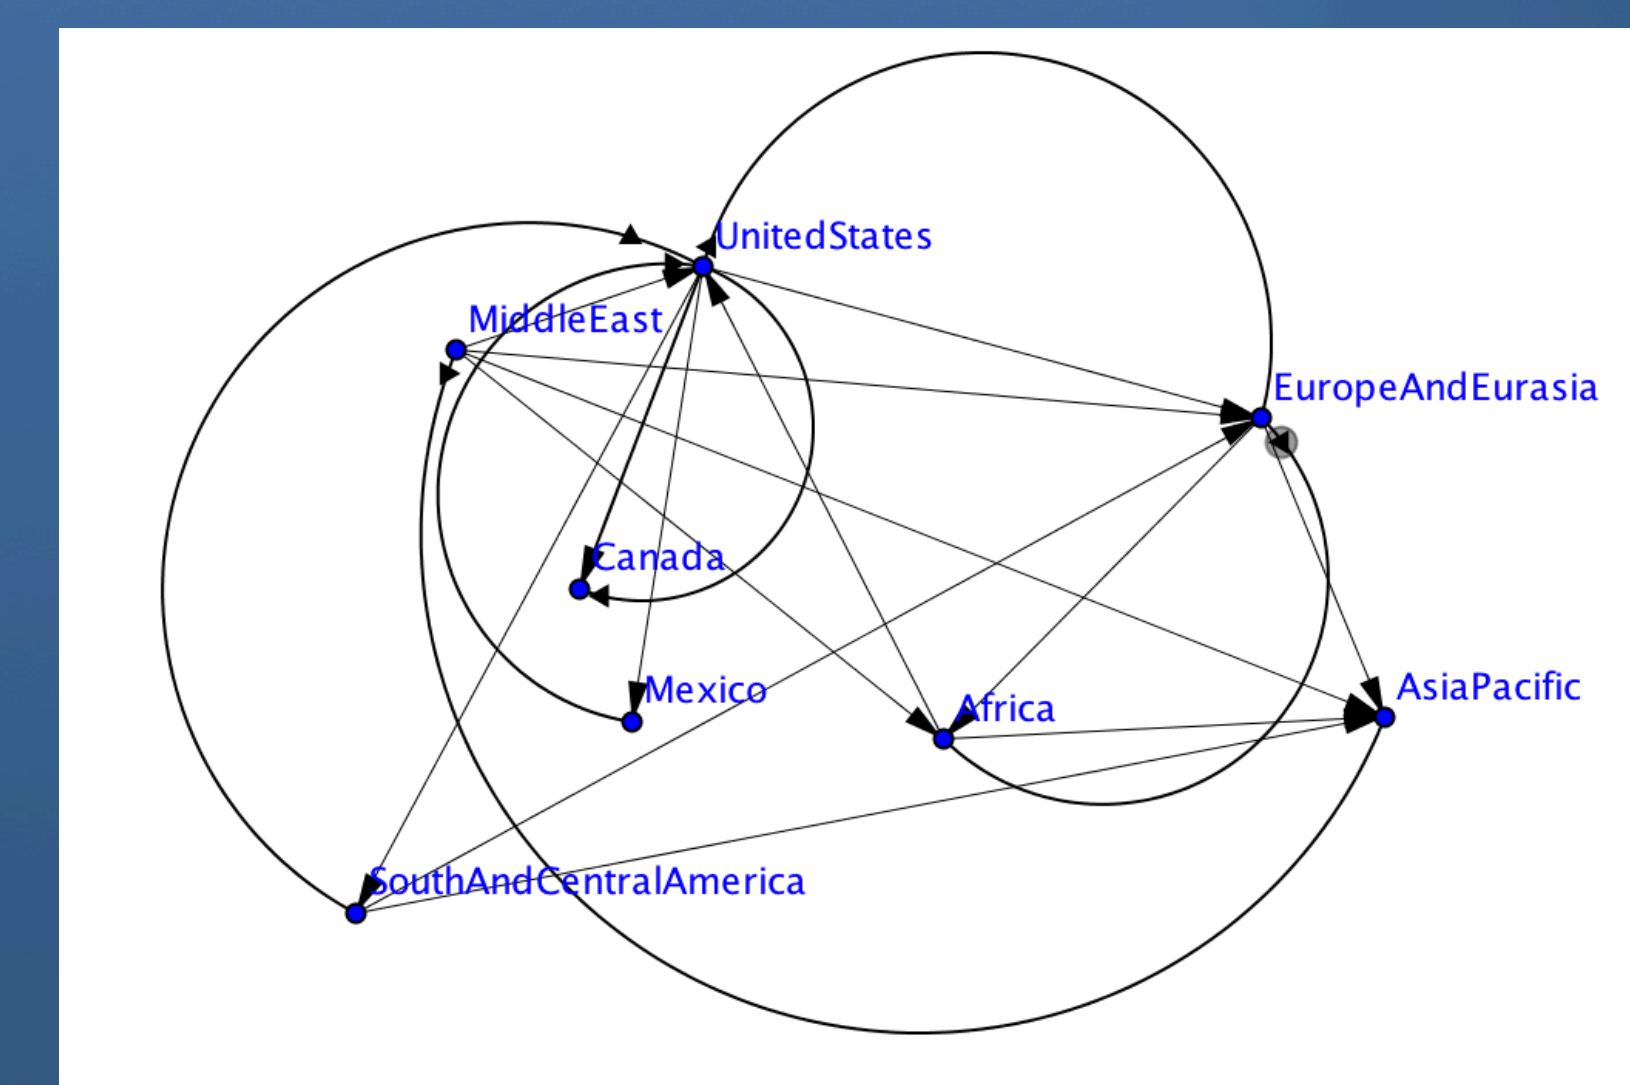 UnitedStates
MiddleEast
EuropeAndEurasia
Canada
Mexico
AsiaPacific
Africa
SouthAndCentralAmerica